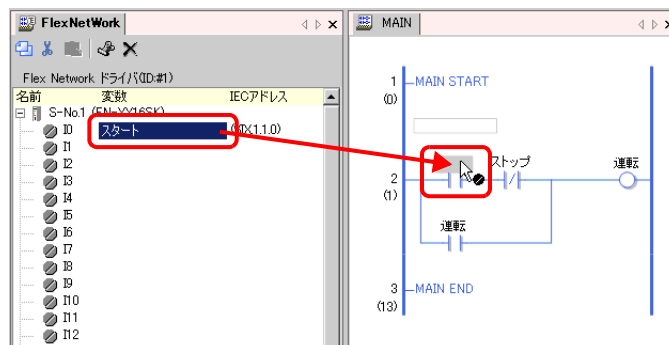 FlexNetWork
Flex Network ドライバ(ID:#1)
名前 変数 IECアドレス
S-No.1 (FN-XY16SK)
I0 スタート (%IX1.1.0)
I1
I2
I3
I4
I5
I6
I7
I8
I9
I10
I11
I12
MAIN
1 MAIN START
(0)
ストップ 運転
2
(1)
運転
3 MAIN END
(13)